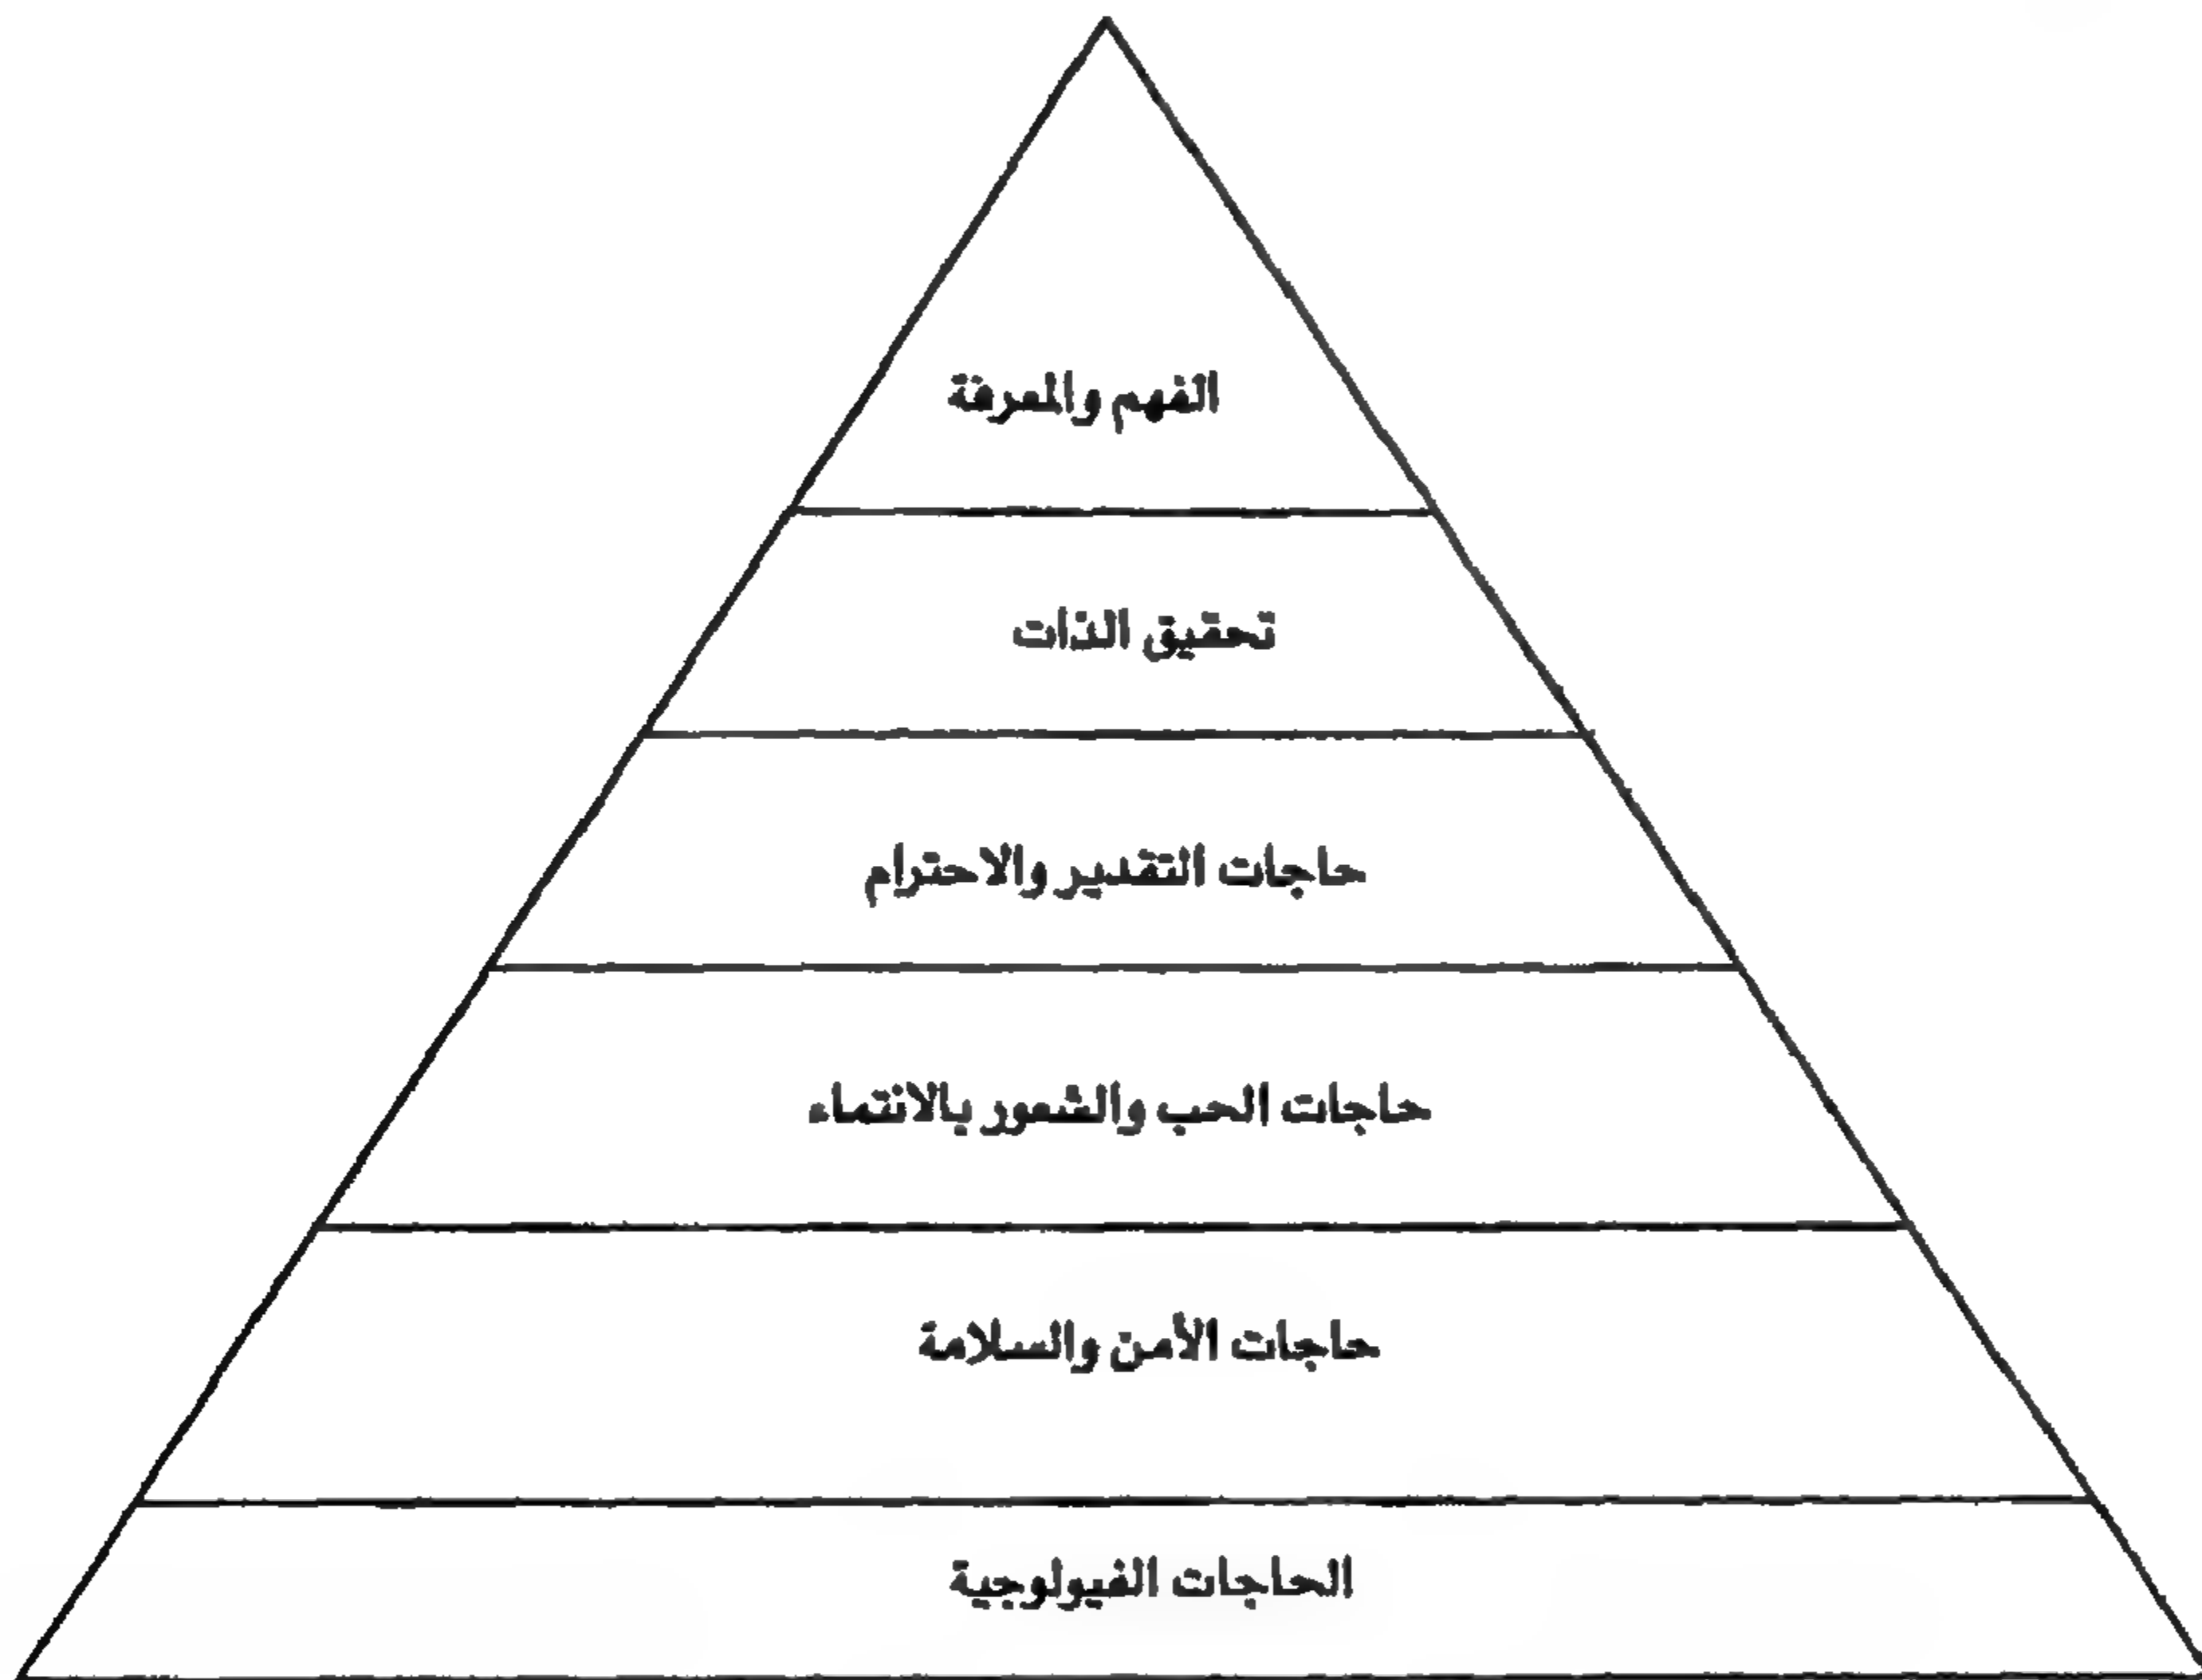 الفهم والمعرفة
تحقيق الذات
حاجات التقدير والاحترام
حاجات الحب والشعور بالانتماء
حاجات الأمن والسلامة
الحاجات الفيولوجية